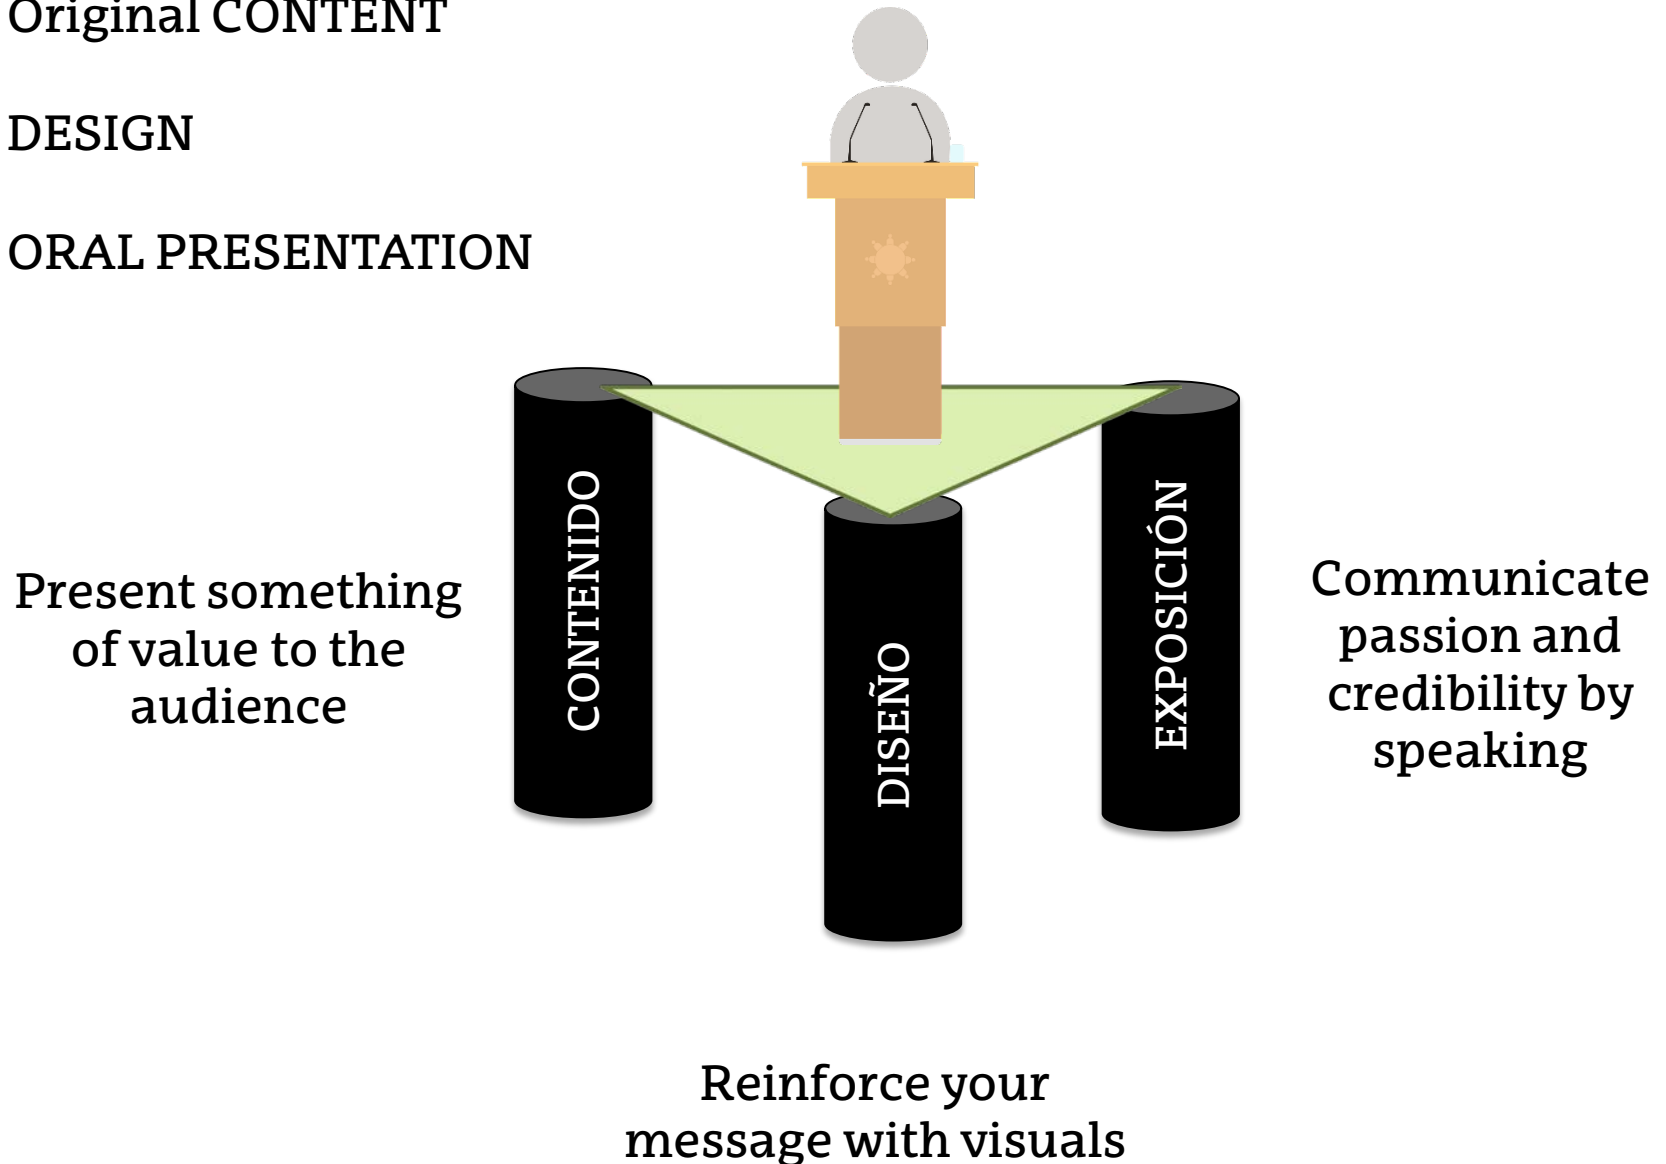 Original CONTENT
DESIGN
ORAL PRESENTATION
CONTENIDO
DISEÑO
EXPOSICIÓN
Present something
of value to the
audience
Communicate
passion and
credibility by
speaking
Reinforce your
message with visuals